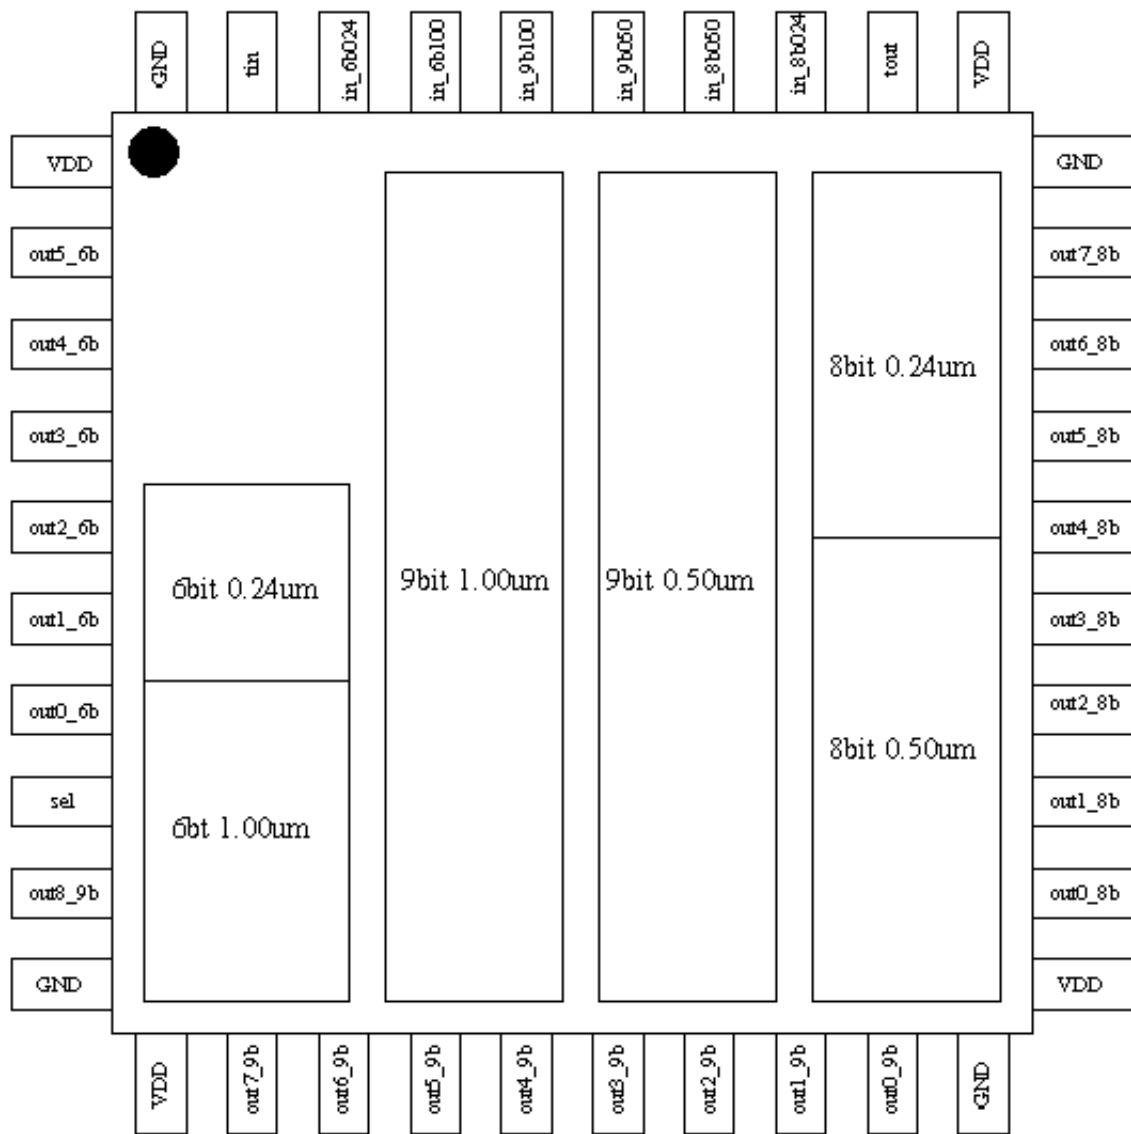 •GND
tin
in_6b024
in_6b100
in_9b100
in_9b050
in_8b050
in_8b024
tout
VDD
VDD
GND
out5_6b
out7_8b
out4_6b
out6_8b
8bit 0.24um
out3_6b
out5_8b
out2_6b
out4_8b
6bit 0.24um
9bit 1.00um
9bit 0.50um
out1_6b
out3_8b
out0_6b
out2_8b
8bit 0.50um
sel
out1_8b
6bt 1.00um
out8_9b
out0_8b
GND
VDD
VDD
out7_9b
out6_9b
out5_9b
out4_9b
out3_9b
out2_9b
out1_9b
out0_9b
•GND